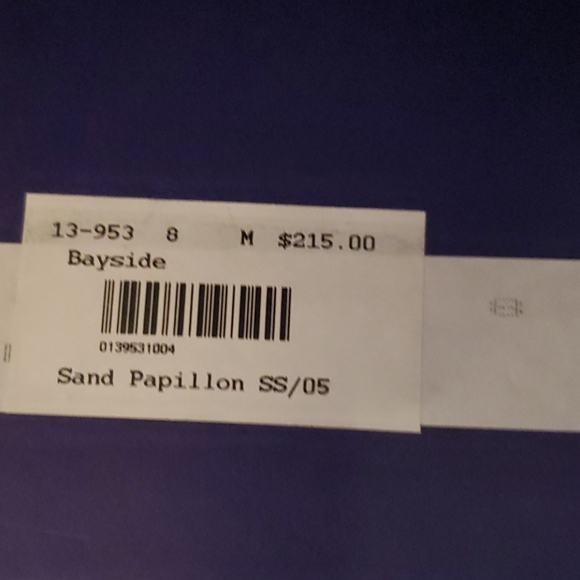 13-953 8 M $215.00
Bayside
0139531004
Sand Papillon SS/05